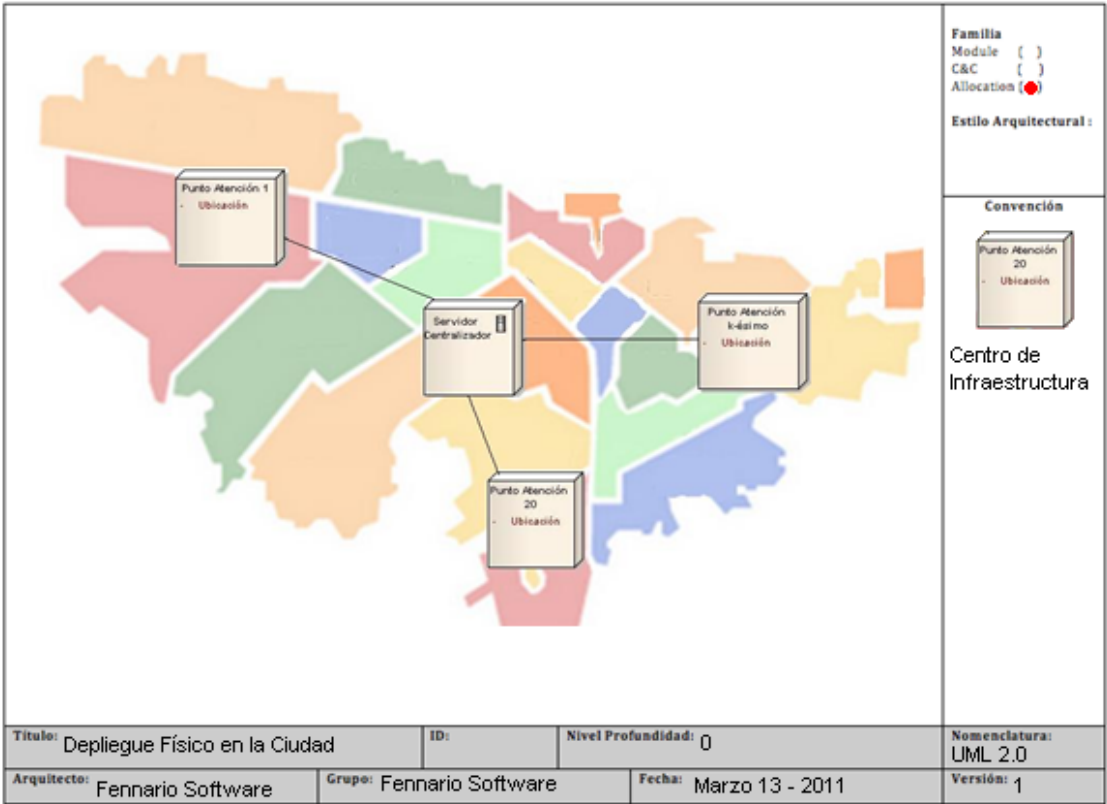 Punto Atención 1
- Ubicación
Servidor
Centralizador
Punto Atención
k-ésimo
- Ubicación
Punto Atención
20
- Ubicación
Familia
Module ( )
C&C ( )
Allocation ( )
Estilo Arquitectural :
Convención
Punto Atención
20
- Ubicación
Centro de
Infraestructura
Título: Depliegue Físico en la Ciudad
ID:
Nivel Profundidad: 0
Nomenclatura:
UML 2.0
Arquitecto: Fennario Software
Grupo: Fennario Software
Fecha: Marzo 13 - 2011
Versión: 1